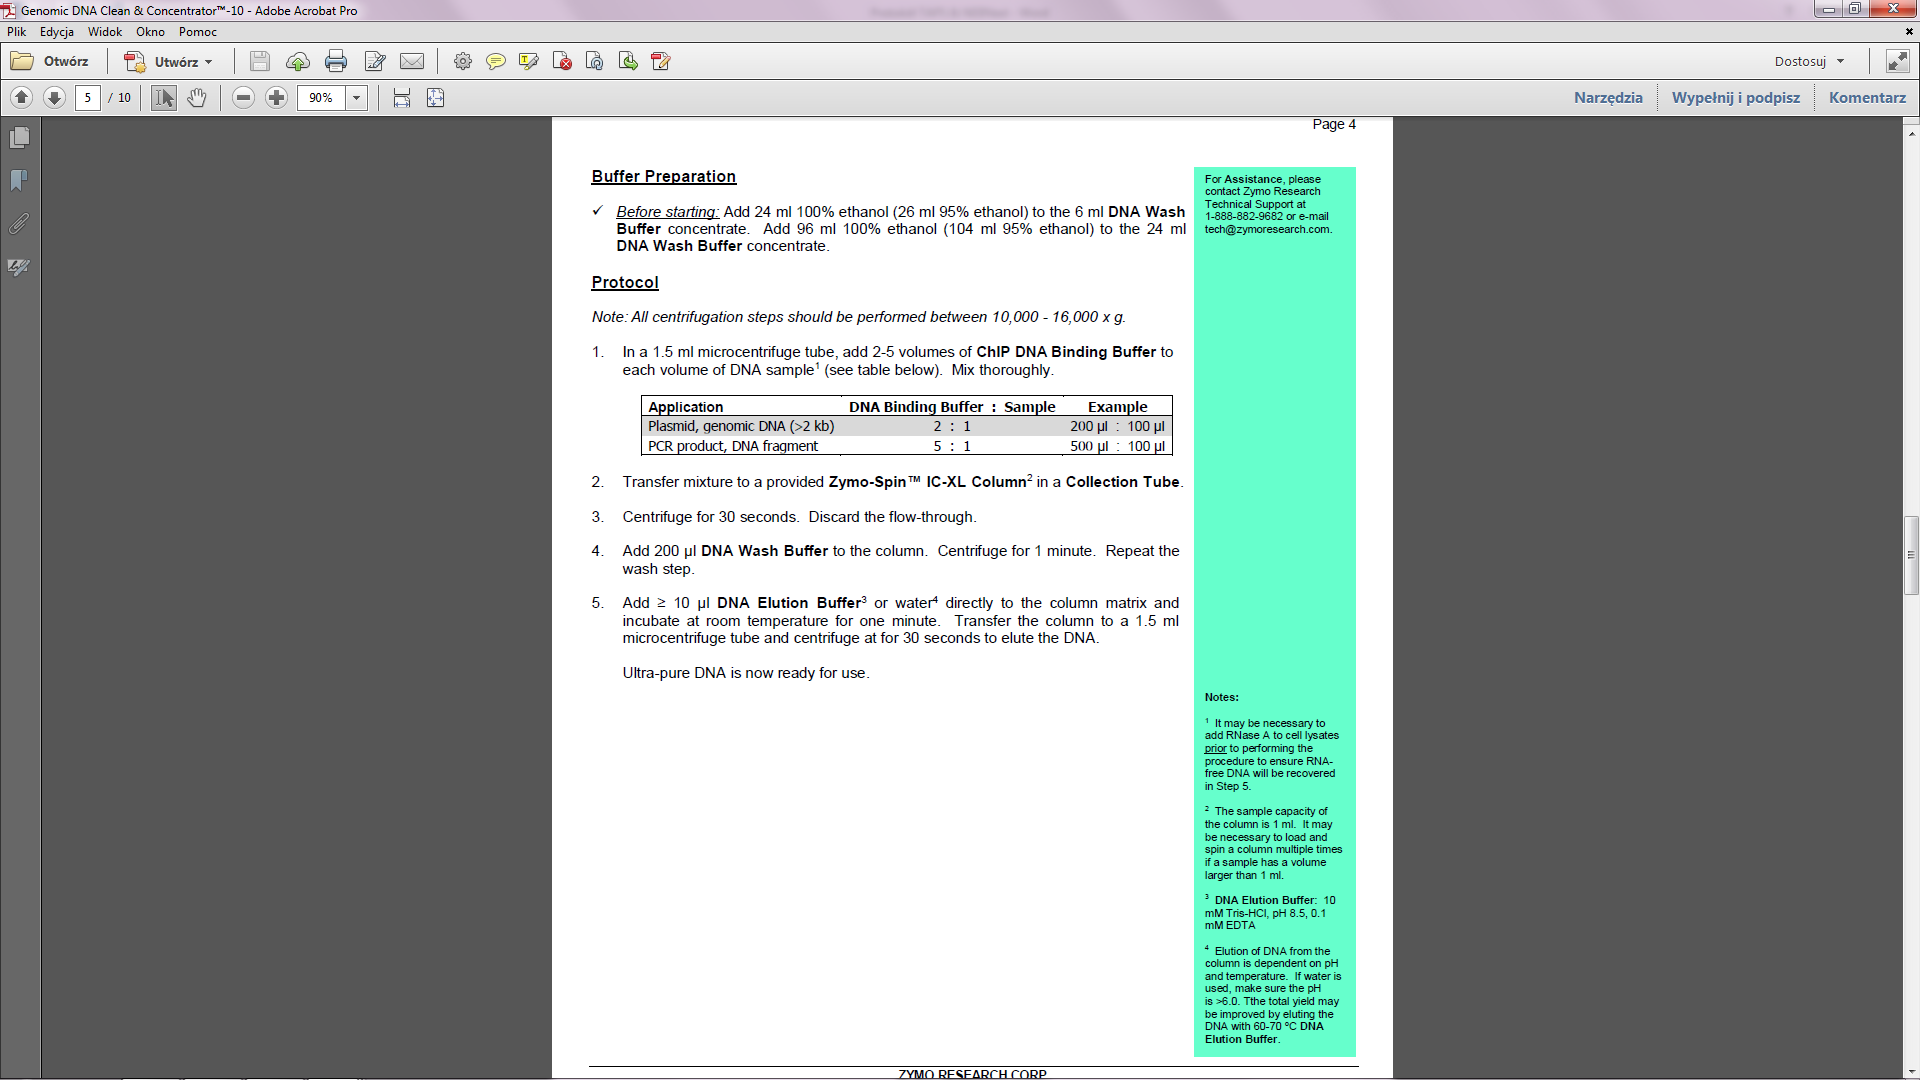 Genomic DNA Clean & Concentrator™-10 - Adobe Acrobat Pro
Plik Edycja Widok Okno Pomoc
Otwórz Utwórz Dostosuj
5 / 10 90% Narzędzia Wypełnij i podpisz Komentarz
Page 4
Buffer Preparation
✓ Before starting: Add 24 ml 100% ethanol (26 ml 95% ethanol) to the 6 ml DNA Wash
Buffer concentrate. Add 96 ml 100% ethanol (104 ml 95% ethanol) to the 24 ml
DNA Wash Buffer concentrate.
Protocol
Note: All centrifugation steps should be performed between 10,000 - 16,000 x g.
1. In a 1.5 ml microcentrifuge tube, add 2-5 volumes of ChIP DNA Binding Buffer to
each volume of DNA sample¹ (see table below). Mix thoroughly.
Application DNA Binding Buffer : Sample Example
Plasmid, genomic DNA (>2 kb) 2 : 1 200 µl : 100 µl
PCR product, DNA fragment 5 : 1 500 µl : 100 µl
2. Transfer mixture to a provided Zymo-Spin™ IC-XL Column² in a Collection Tube.
3. Centrifuge for 30 seconds. Discard the flow-through.
4. Add 200 µl DNA Wash Buffer to the column. Centrifuge for 1 minute. Repeat the
wash step.
5. Add ≥ 10 µl DNA Elution Buffer³ or water⁴ directly to the column matrix and
incubate at room temperature for one minute. Transfer the column to a 1.5 ml
microcentrifuge tube and centrifuge at for 30 seconds to elute the DNA.
Ultra-pure DNA is now ready for use.
For Assistance, please
contact Zymo Research
Technical Support at
1-888-882-9682 or e-mail
tech@zymoresearch.com.
Notes:
¹ It may be necessary to
add RNase A to cell lysates
prior to performing the
procedure to ensure RNA-
free DNA will be recovered
in Step 5.
² The sample capacity of
the column is 1 ml. It may
be necessary to load and
spin a column multiple times
if a sample has a volume
larger than 1 ml.
³ DNA Elution Buffer: 10
mM Tris-HCl, pH 8.5, 0.1
mM EDTA
⁴ Elution of DNA from the
column is dependent on pH
and temperature. If water is
used, make sure the pH
is >6.0. Tthe total yield may
be improved by eluting the
DNA with 60-70 ºC DNA
Elution Buffer.
ZYMO RESEARCH CORP.